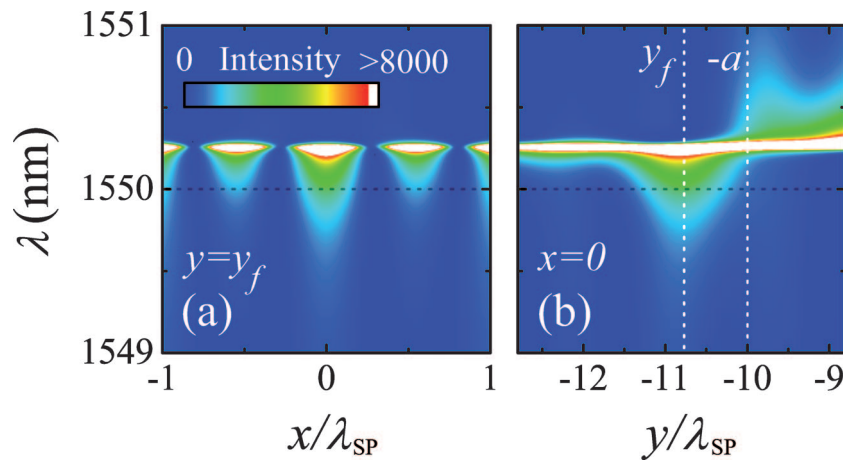 1551
0 Intensity >8000
y_f -a
1550
λ (nm)
y=y_f
x=0
(a)
(b)
1549
-1 0 1
-12 -11 -10 -9
x/λ_SP
y/λ_SP